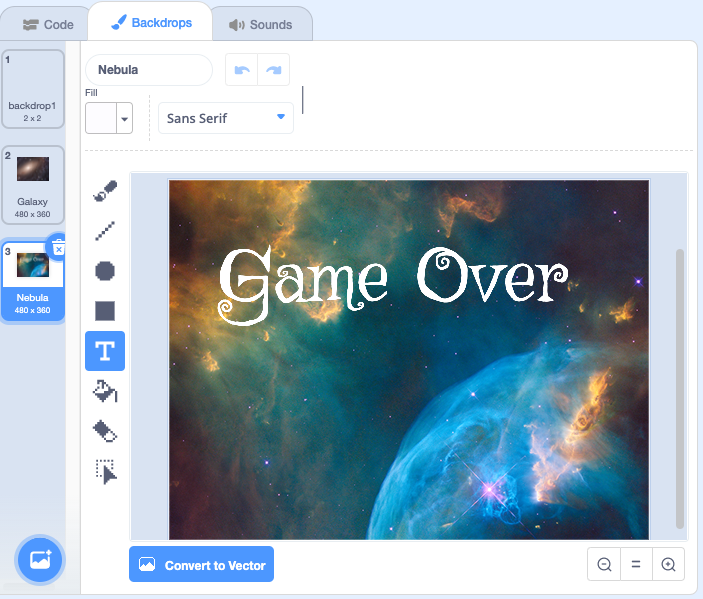 Code
Backdrops
Sounds
1
backdrop1
2 x 2
2
Galaxy
480 x 360
3
Nebula
480 x 360
Nebula
Fill
Sans Serif
T
Game Over
Convert to Vector